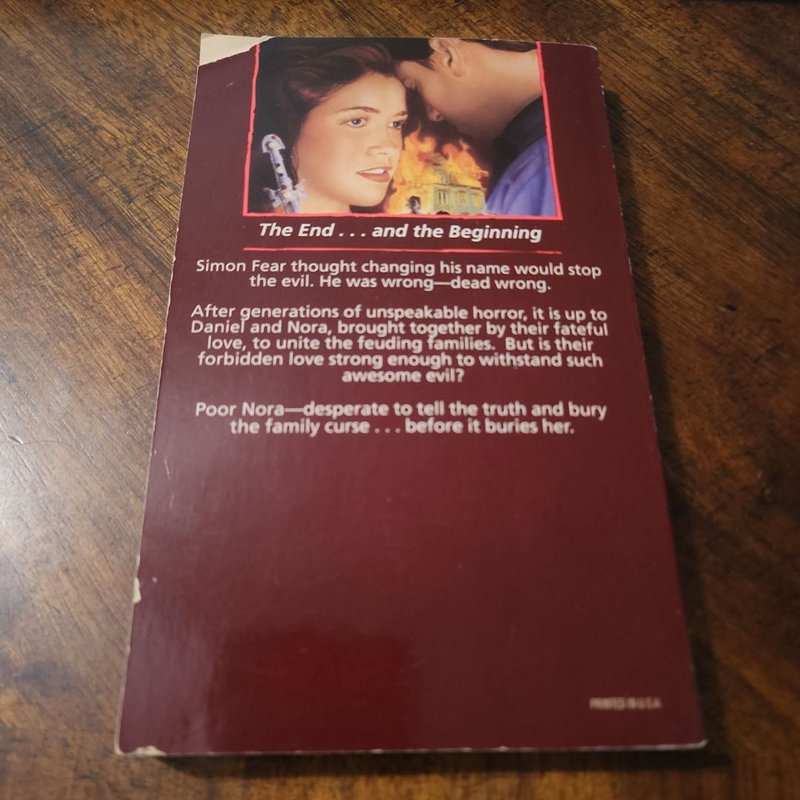 The End . . . and the Beginning
Simon Fear thought changing his name would stop
the evil. He was wrong—dead wrong.
After generations of unspeakable horror, it is up to
Daniel and Nora, brought together by their fateful
love, to unite the feuding families. But is their
forbidden love strong enough to withstand such
awesome evil?
Poor Nora—desperate to tell the truth and bury
the family curse . . . before it buries her.
PRINTED IN U.S.A.